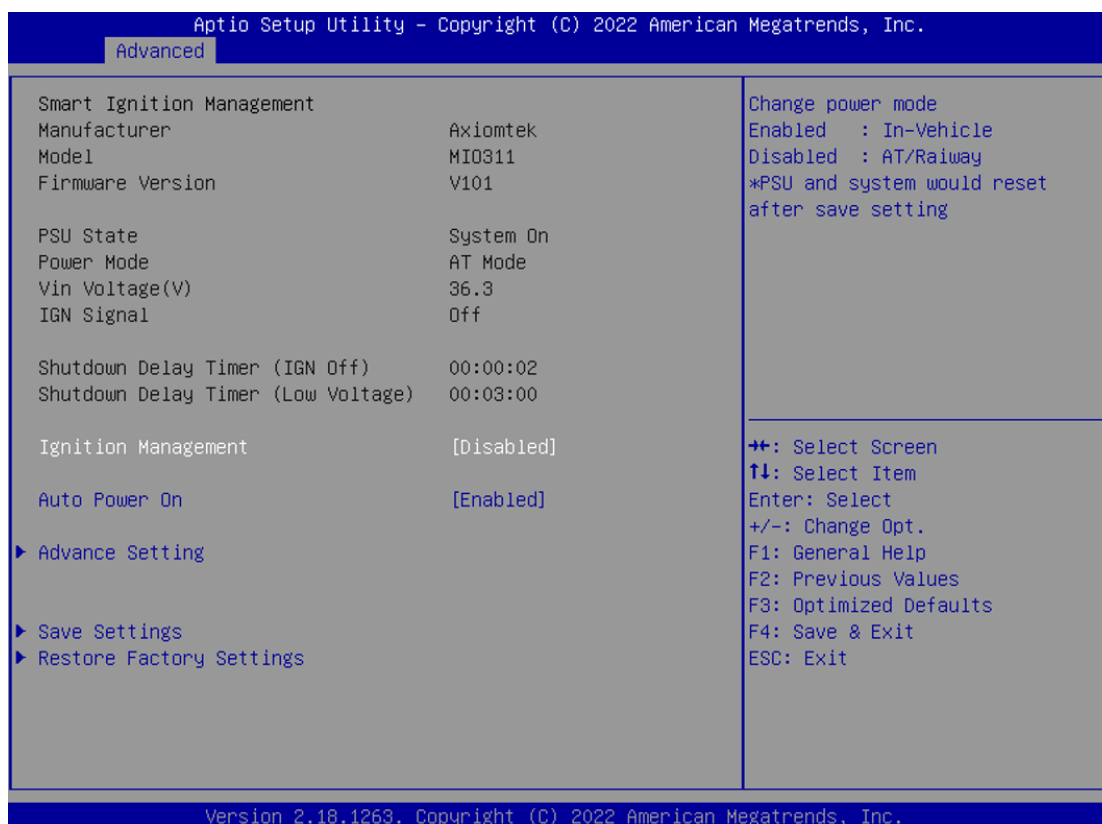 Aptio Setup Utility – Copyright (C) 2022 American Megatrends, Inc.
Advanced
Smart Ignition Management
Manufacturer Axiomtek
Model MIO311
Firmware Version V101
PSU State System On
Power Mode AT Mode
Vin Voltage(V) 36.3
IGN Signal Off
Shutdown Delay Timer (IGN Off) 00:00:02
Shutdown Delay Timer (Low Voltage) 00:03:00
Ignition Management [Disabled]
Auto Power On [Enabled]
Advance Setting
Save Settings
Restore Factory Settings
Change power mode
Enabled : In-Vehicle
Disabled : AT/Raiway
*PSU and system would reset
after save setting
→←: Select Screen
↑↓: Select Item
Enter: Select
+/-: Change Opt.
F1: General Help
F2: Previous Values
F3: Optimized Defaults
F4: Save & Exit
ESC: Exit
Version 2.18.1263. Copyright (C) 2022 American Megatrends, Inc.